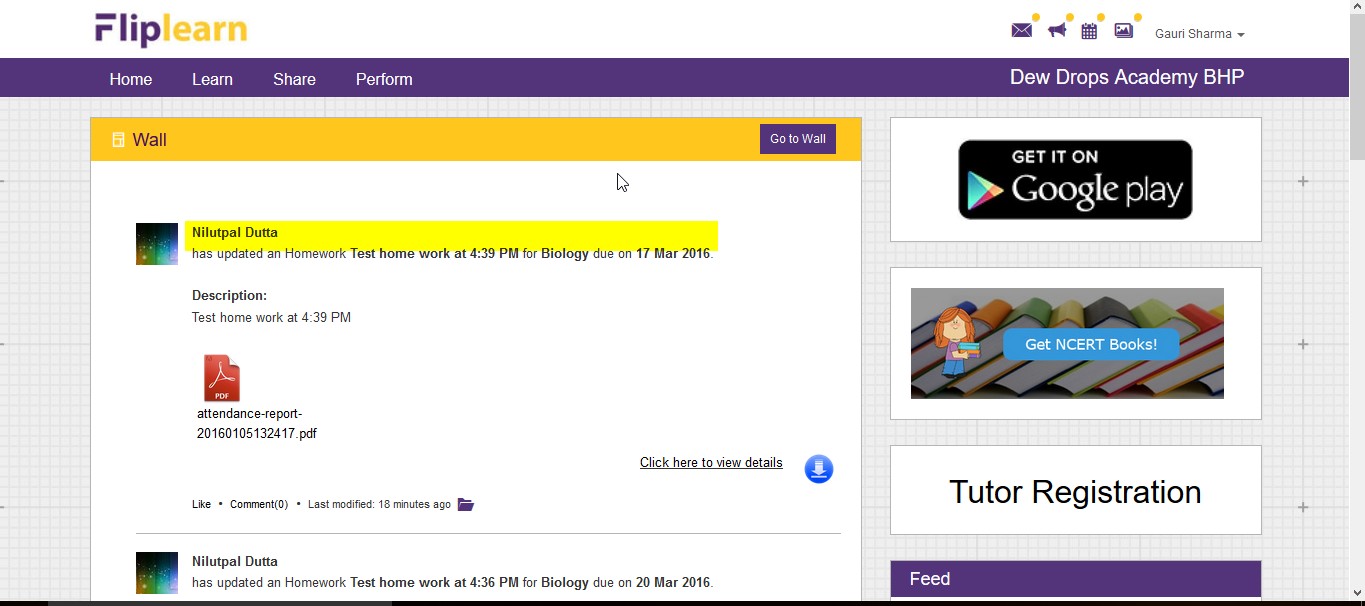 Fliplearn
Gauri Sharma
Home Learn Share Perform
Dew Drops Academy BHP
Wall
Go to Wall
Nilutpal Dutta
has updated an Homework Test home work at 4:39 PM for Biology due on 17 Mar 2016.
Description:
Test home work at 4:39 PM
PDF
attendance-report-
20160105132417.pdf
Click here to view details
Like • Comment(0) • Last modified: 18 minutes ago
Nilutpal Dutta
has updated an Homework Test home work at 4:36 PM for Biology due on 20 Mar 2016.
GET IT ON
Google play
Get NCERT Books!
Tutor Registration
Feed